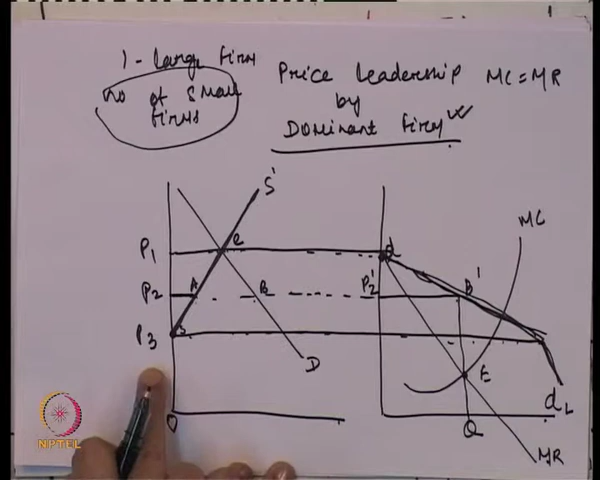 1 - Large firm
no of small
firms
Price Leadership
by
Dominant firm
MC = MR
S'
P1
e
P2
A
B
P3
S
D
O
MC
d
P2'
B'
E
dL
Q
MR
NPTEL